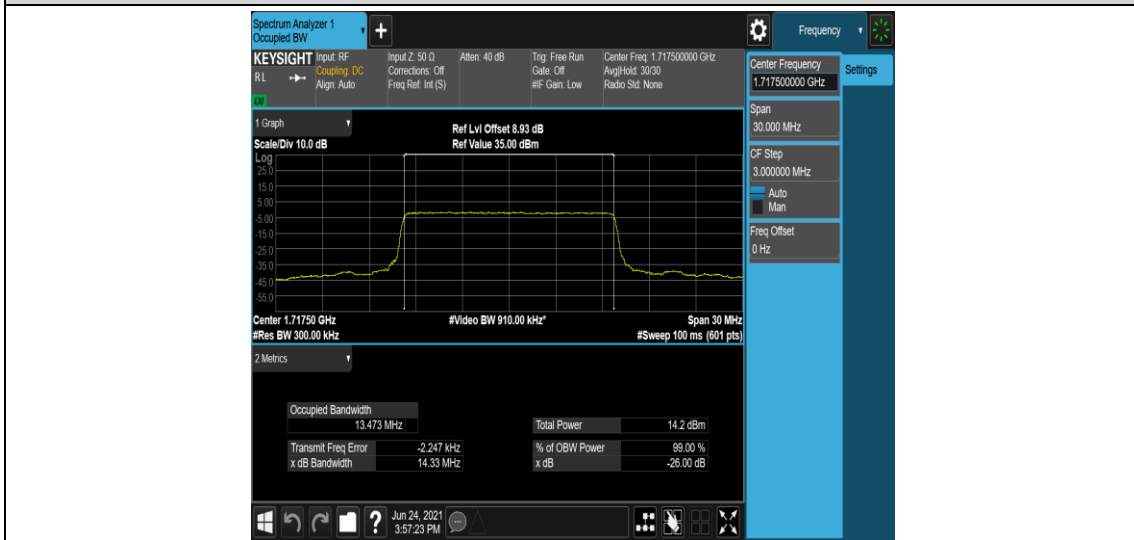 Spectrum Analyzer 1
Occupied BW
+
Frequency
KEYSIGHT
RL
LXI
Input: RF
Coupling: DC
Align: Auto
Input Z: 50 Ω
Corrections: Off
Freq Ref: Int (S)
Atten: 40 dB
Trig: Free Run
Gate: Off
#IF Gain: Low
Center Freq: 1.717500000 GHz
Avg|Hold: 30/30
Radio Std: None
Center Frequency
1.717500000 GHz
Settings
Span
30.000 MHz
CF Step
3.000000 MHz
Auto
Man
Freq Offset
0 Hz
1 Graph
Scale/Div 10.0 dB
Ref Lvl Offset 8.93 dB
Ref Value 35.00 dBm
Log
25.0
15.0
5.00
-5.00
-15.0
-25.0
-35.0
-45.0
-55.0
Center 1.71750 GHz
#Video BW 910.00 kHz*
Span 30 MHz
#Res BW 300.00 kHz
#Sweep 100 ms (601 pts)
2 Metrics
Occupied Bandwidth
13.473 MHz
Total Power 14.2 dBm
Transmit Freq Error -2.247 kHz
% of OBW Power 99.00 %
x dB Bandwidth 14.33 MHz
x dB -26.00 dB
?
Jun 24, 2021
3:57:23 PM